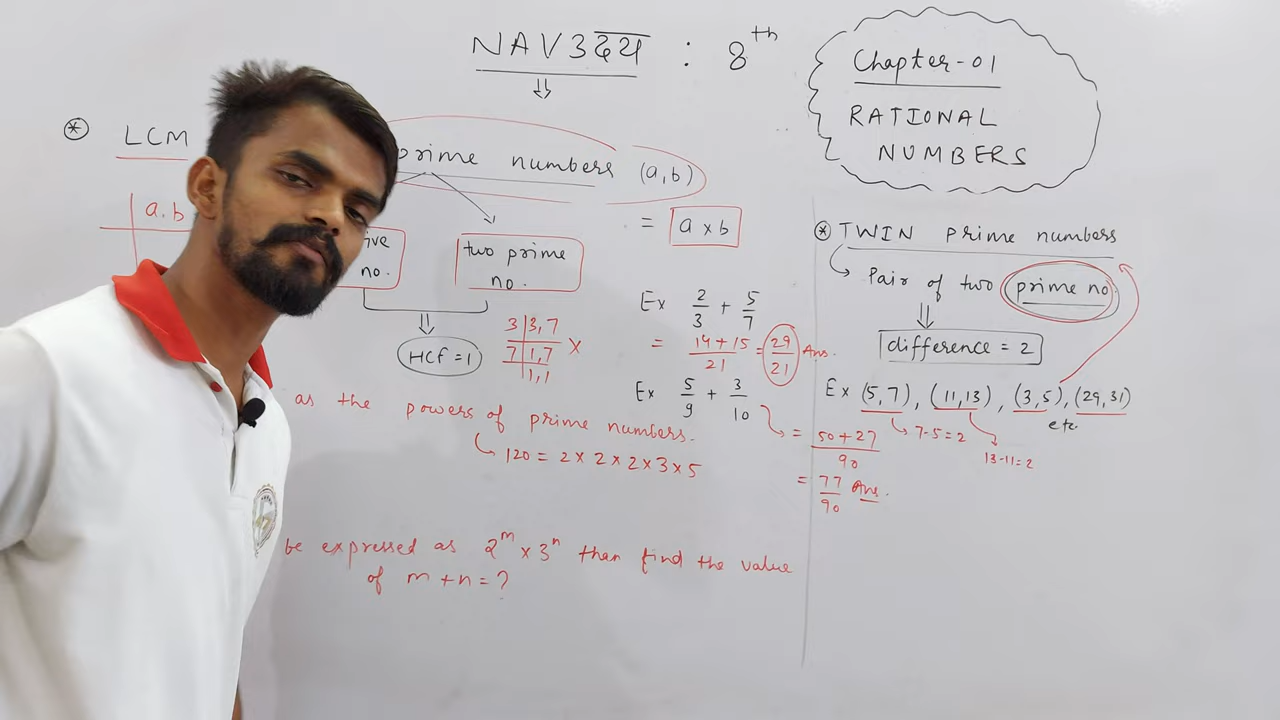 NAV3દય : 8th
Chapter-01
RATIONAL
NUMBERS
* LCM
prime numbers (a,b)
a.b
= a x b
no.
two prime
no.
HCF = 1
3 | 3, 7
7 | 1, 7
1, 1
X
Ex 2/3 + 5/7
= 14+15/21 = 29/21 Ans.
Ex 5/9 + 3/10
= 50+27/90
= 77/90 Ans.
as the powers of prime numbers.
120 = 2 x 2 x 2 x 3 x 5
be expressed as 2^m x 3^n than find the value
of m + n = ?
* TWIN prime numbers
Pair of two prime no
difference = 2
Ex (5,7), (11,13), (3,5), (29,31)
etc.
7-5=2
13-11=2